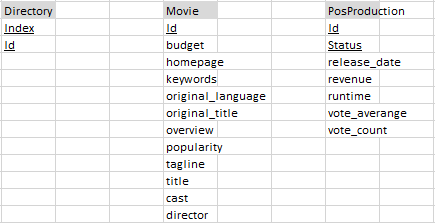 Directory
Index
Id
Movie
Id
budget
homepage
keywords
original_language
original_title
overview
popularity
tagline
title
cast
director
PosProduction
Id
Status
release_date
revenue
runtime
vote_averange
vote_count